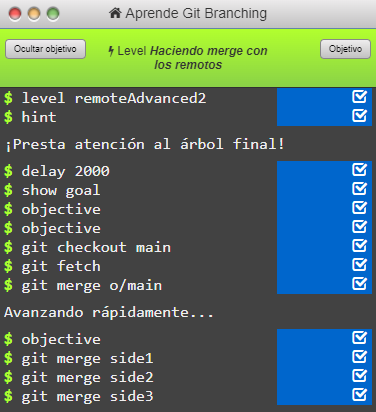 Aprende Git Branching
Ocultar objetivo
Level Haciendo merge con
los remotos
Objetivo
$ level remoteAdvanced2
$ hint
¡Presta atención al árbol final!
$ delay 2000
$ show goal
$ objective
$ objective
$ git checkout main
$ git fetch
$ git merge o/main
Avanzando rápidamente...
$ objective
$ git merge side1
$ git merge side2
$ git merge side3